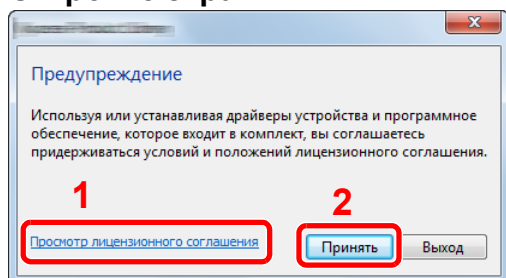 Предупреждение
Используя или устанавливая драйверы устройства и программное
обеспечение, которое входит в комплект, вы соглашаетесь
придерживаться условий и положений лицензионного соглашения.
1
2
Просмотр лицензионного соглашения
Принять
Выход